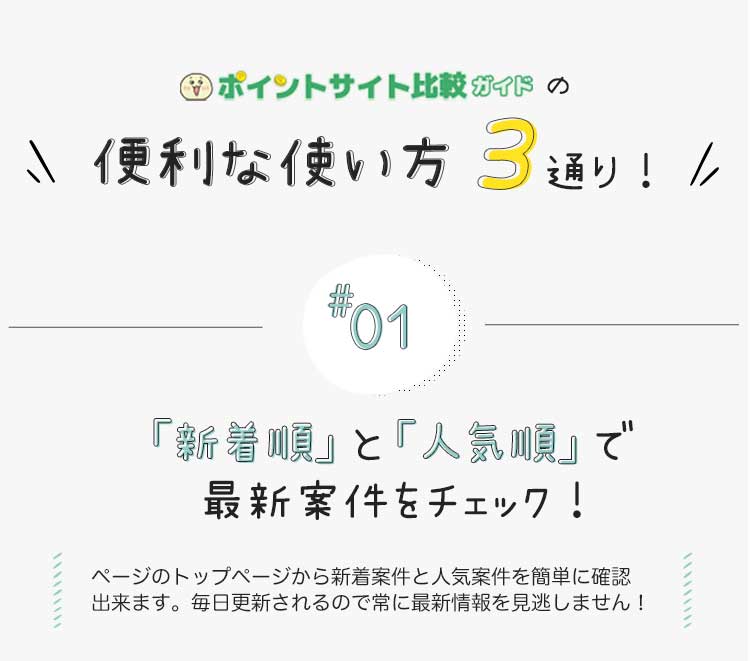 ポイントサイト比較ガイドの
便利な使い方3通り!
#01
「新着順」と「人気順」で
最新案件をチェック!
ページのトップページから新着案件と人気案件を簡単に確認
出来ます。毎日更新されるので常に最新情報を見逃しません!